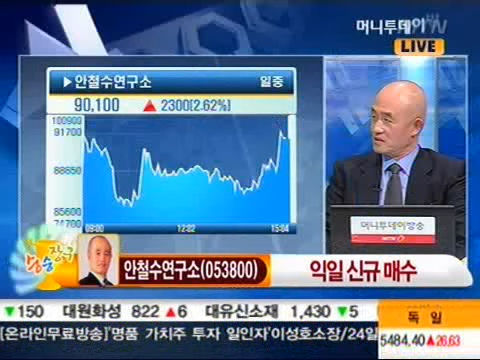 머니투데이
LIVE
▶안철수연구소 일중
90,100 ▲ 2300[2.62%]
100900
91700
88650
85600
74700
09:00 12:02 15:04
머니투데이방송
장구
방송
안철수연구소(053800) 익일 신규 매수
▼150 대원화성 822 ▲6 대유신소재 1,430 ▼5 독 일
[온라인무료방송]'명품 가치주 투자 일인자'이성호소장/24일 5484.40▲26.63